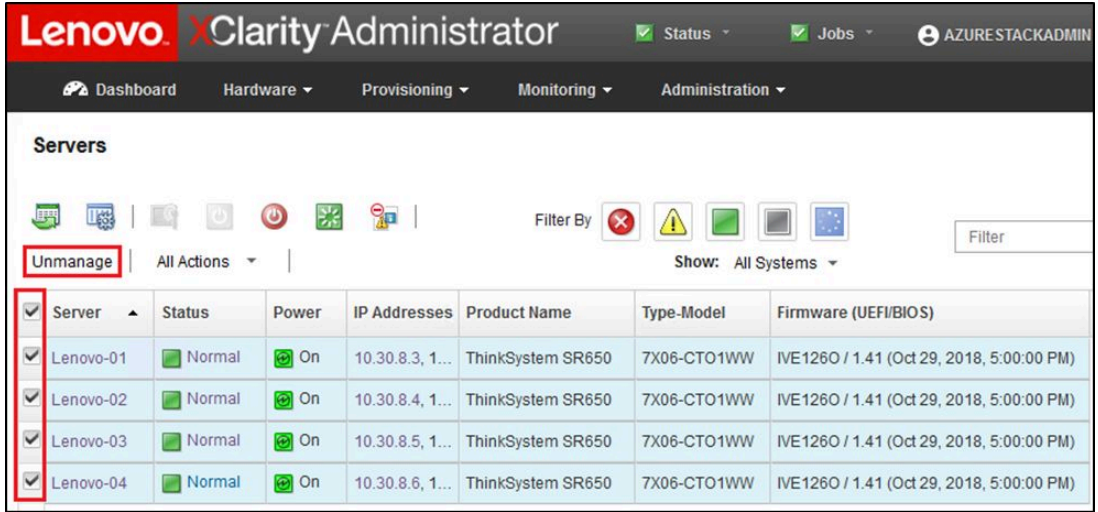 Lenovo. XClarity Administrator Status Jobs AZURESTACKADMIN
Dashboard Hardware Provisioning Monitoring Administration
Servers
Filter By Filter
Unmanage All Actions Show: All Systems
Server Status Power IP Addresses Product Name Type-Model Firmware (UEFI/BIOS)
Lenovo-01 Normal On 10.30.8.3, 1... ThinkSystem SR650 7X06-CTO1WW IVE126O / 1.41 (Oct 29, 2018, 5:00:00 PM)
Lenovo-02 Normal On 10.30.8.4, 1... ThinkSystem SR650 7X06-CTO1WW IVE126O / 1.41 (Oct 29, 2018, 5:00:00 PM)
Lenovo-03 Normal On 10.30.8.5, 1... ThinkSystem SR650 7X06-CTO1WW IVE126O / 1.41 (Oct 29, 2018, 5:00:00 PM)
Lenovo-04 Normal On 10.30.8.6, 1... ThinkSystem SR650 7X06-CTO1WW IVE126O / 1.41 (Oct 29, 2018, 5:00:00 PM)